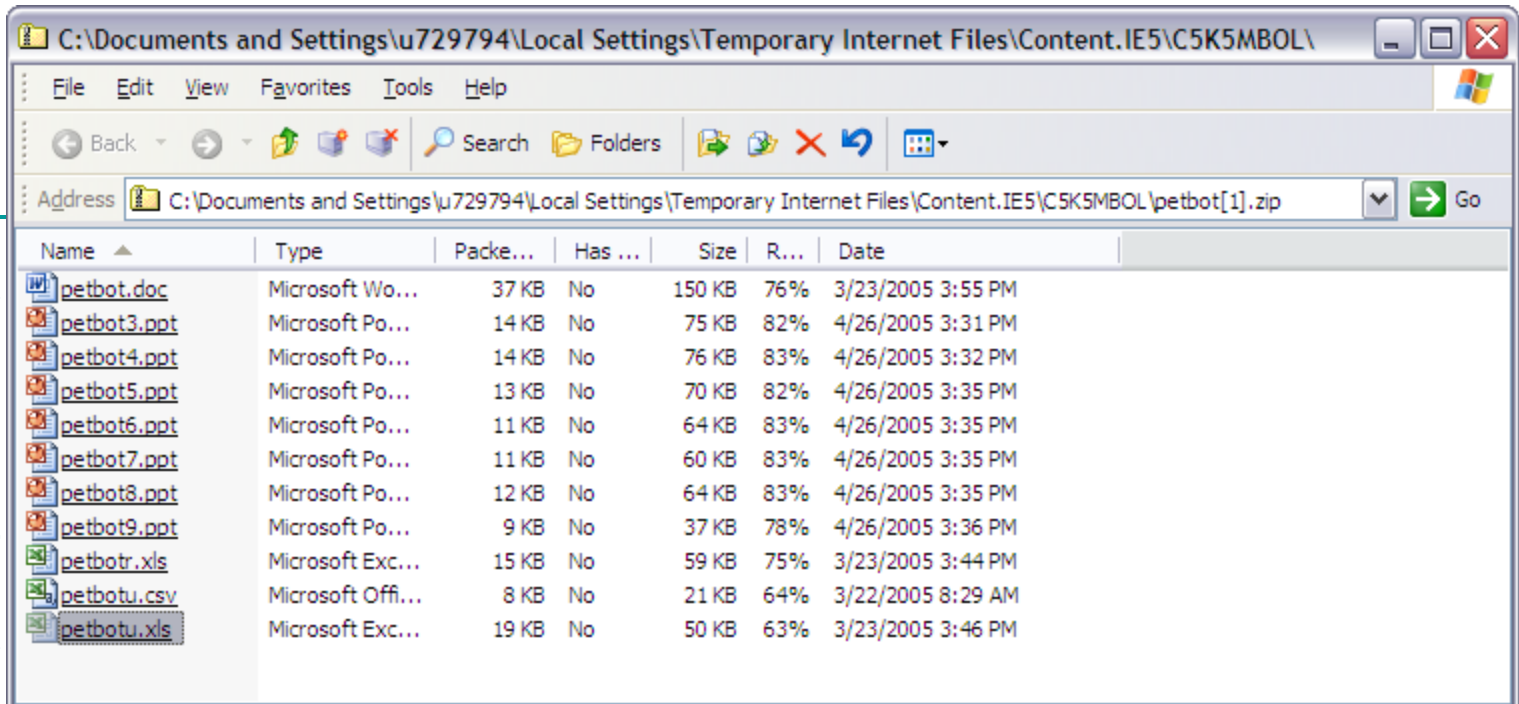 C:\Documents and Settings\u729794\Local Settings\Temporary Internet Files\Content.IE5\C5K5MBOL\
File Edit View Favorites Tools Help
Back Search Folders
Address C:\Documents and Settings\u729794\Local Settings\Temporary Internet Files\Content.IE5\C5K5MBOL\petbot[1].zip Go
Name Type Packe... Has ... Size R... Date
petbot.doc Microsoft Wo... 37 KB No 150 KB 76% 3/23/2005 3:55 PM
petbot3.ppt Microsoft Po... 14 KB No 75 KB 82% 4/26/2005 3:31 PM
petbot4.ppt Microsoft Po... 14 KB No 76 KB 83% 4/26/2005 3:32 PM
petbot5.ppt Microsoft Po... 13 KB No 70 KB 82% 4/26/2005 3:35 PM
petbot6.ppt Microsoft Po... 11 KB No 64 KB 83% 4/26/2005 3:35 PM
petbot7.ppt Microsoft Po... 11 KB No 60 KB 83% 4/26/2005 3:35 PM
petbot8.ppt Microsoft Po... 12 KB No 64 KB 83% 4/26/2005 3:35 PM
petbot9.ppt Microsoft Po... 9 KB No 37 KB 78% 4/26/2005 3:36 PM
petbotr.xls Microsoft Exc... 15 KB No 59 KB 75% 3/23/2005 3:44 PM
petbotu.csv Microsoft Offi... 8 KB No 21 KB 64% 3/22/2005 8:29 AM
petbotu.xls Microsoft Exc... 19 KB No 50 KB 63% 3/23/2005 3:46 PM